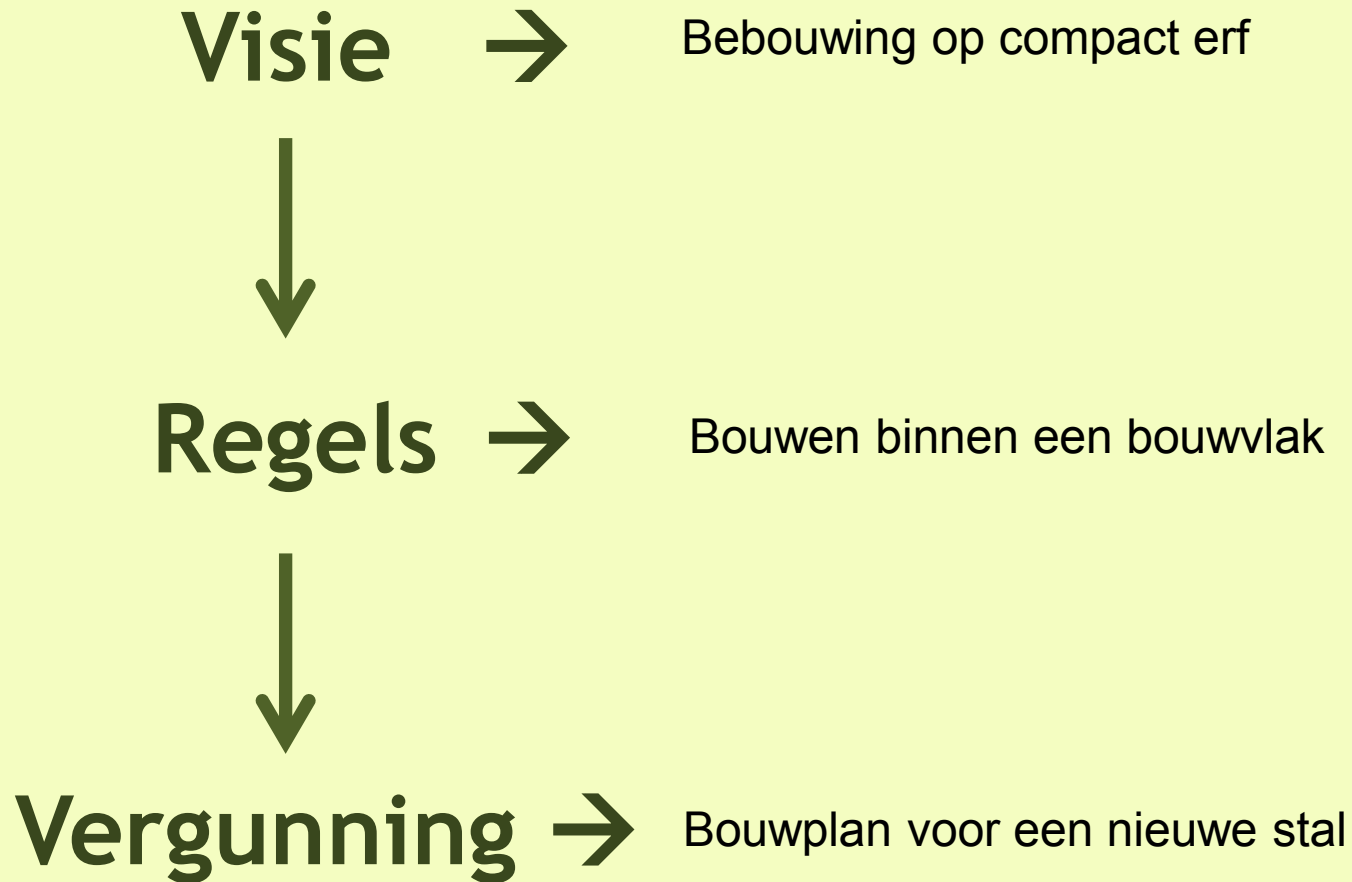 Visie → Bebouwing op compact erf
Regels → Bouwen binnen een bouwvlak
Vergunning → Bouwplan voor een nieuwe stal